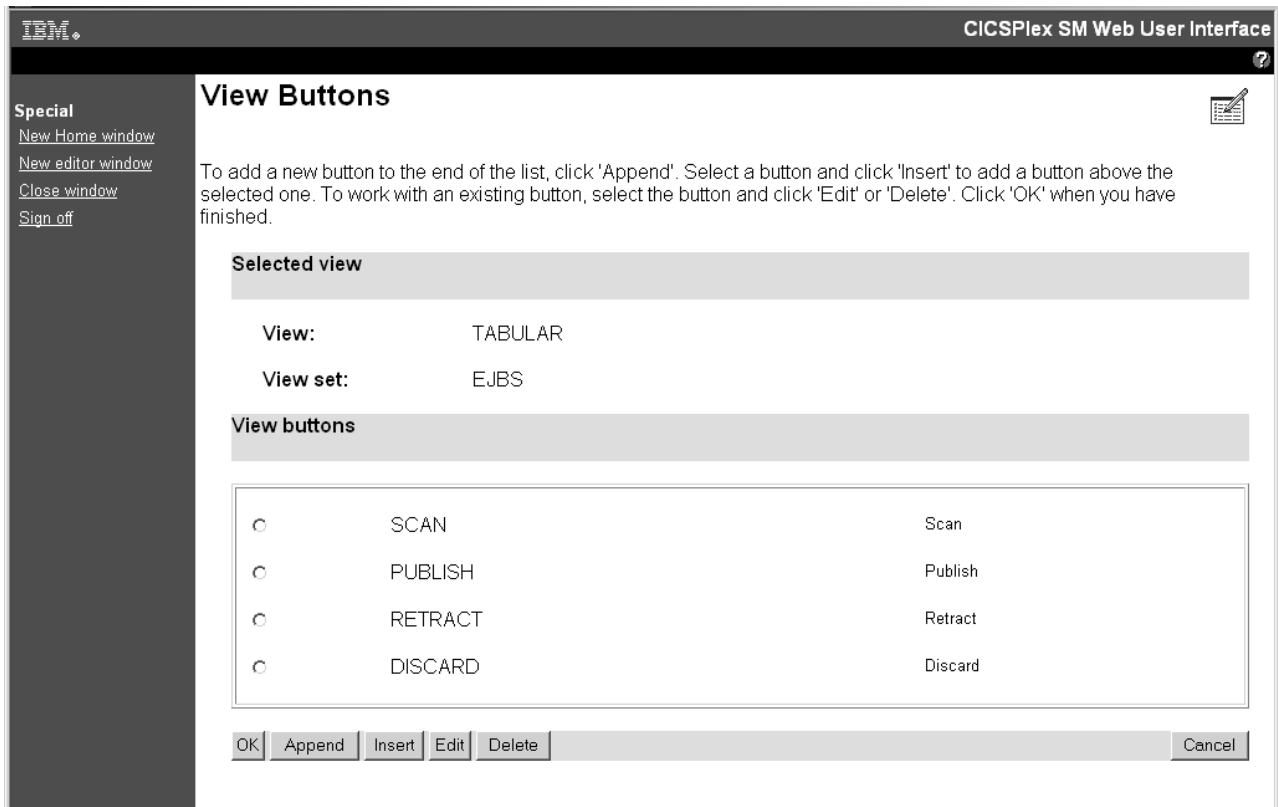 IBM®
CICSPlex SM Web User Interface
?
Special
New Home window
New editor window
Close window
Sign off
View Buttons
To add a new button to the end of the list, click 'Append'. Select a button and click 'Insert' to add a button above the
selected one. To work with an existing button, select the button and click 'Edit' or 'Delete'. Click 'OK' when you have
finished.
Selected view
View: TABULAR
View set: EJBS
View buttons
SCAN Scan
PUBLISH Publish
RETRACT Retract
DISCARD Discard
OK Append Insert Edit Delete Cancel